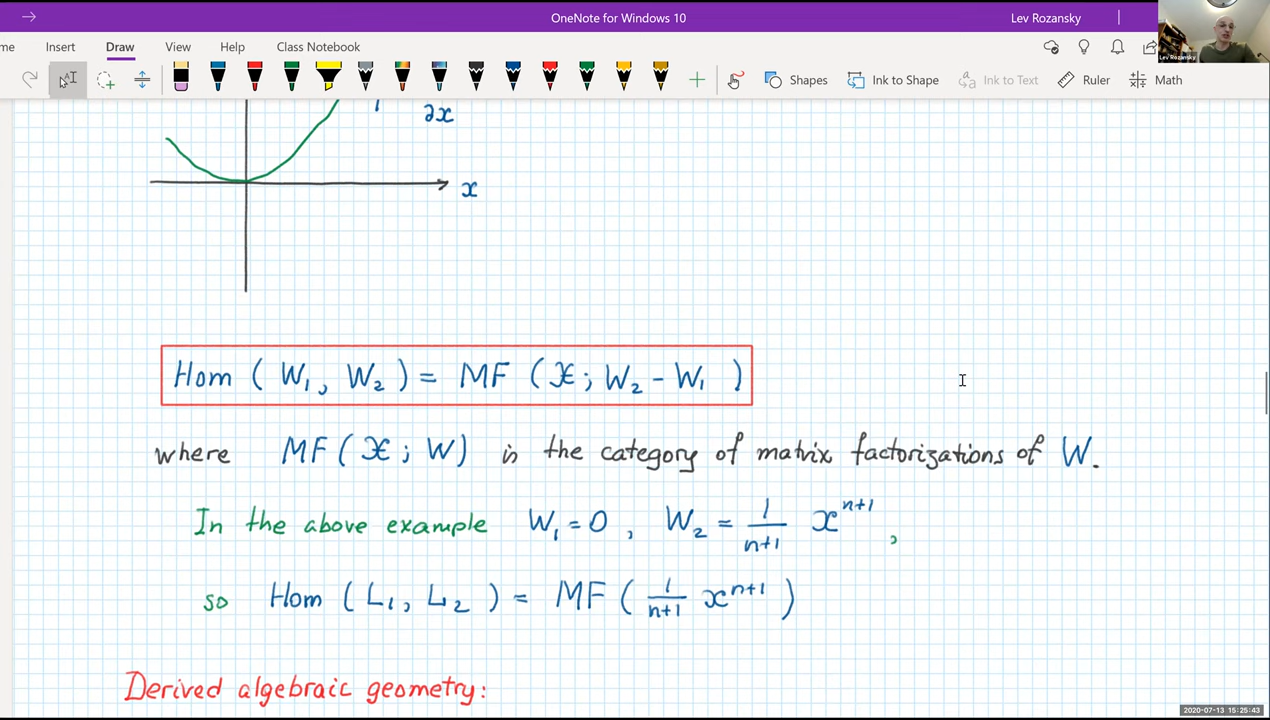 OneNote for Windows 10
Lev Rozansky
Lev Rozansky
me Insert Draw View Help Class Notebook
Shapes Ink to Shape Ink to Text Ruler Math
∂x
x
Hom ( W₁, W₂ ) = MF ( 𝒳 ; W₂ - W₁ )
where MF ( 𝒳 ; W ) is the category of matrix factorizations of W.
In the above example W₁ = 0 , W₂ = 1/(n+1) x^(n+1) ,
so Hom ( L₁, L₂ ) = MF ( 1/(n+1) x^(n+1) )
Derived algebraic geometry:
2020-07-13 15:25:43